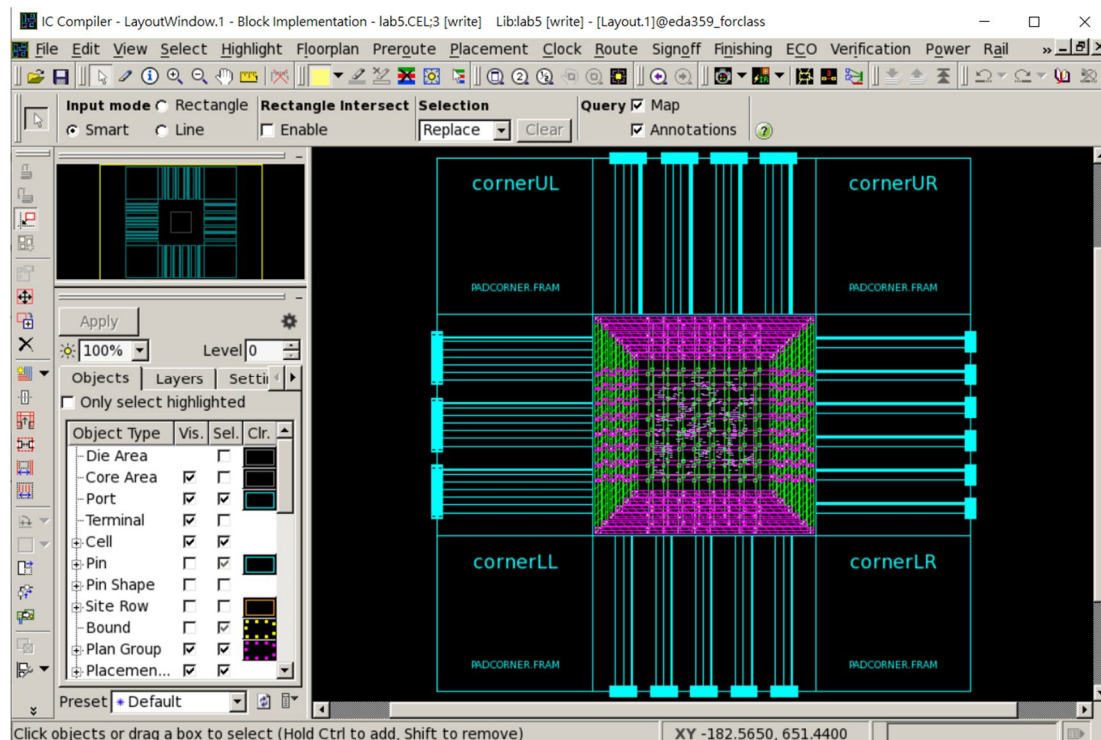 IC Compiler - LayoutWindow.1 - Block Implementation - lab5.CEL;3 [write]    Lib:lab5 [write] - [Layout.1]@eda359_forclass
File Edit View Select Highlight Floorplan Preroute Placement Clock Route Signoff Finishing ECO Verification Power Rail »
Input mode Rectangle Rectangle Intersect Selection Query Map
Smart Line Enable Replace Clear Annotations
Apply
100% Level 0
Objects Layers Settin
Only select highlighted
Object Type Vis. Sel. Clr.
Die Area
Core Area
Port
Terminal
Cell
Pin
Pin Shape
Site Row
Bound
Plan Group
Placemen...
Preset Default
cornerUL cornerUR
PADCORNER.FRAM PADCORNER.FRAM
cornerLL cornerLR
PADCORNER.FRAM PADCORNER.FRAM
Click objects or drag a box to select (Hold Ctrl to add, Shift to remove) XY -182.5650, 651.4400